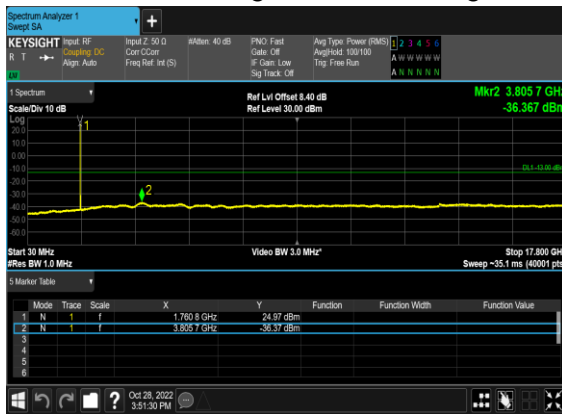 Spectrum Analyzer 1
Swept SA
+
KEYSIGHT Input: RF Input Z: 50 Ω #Atten: 40 dB PNO: Fast Avg Type: Power (RMS) 1 2 3 4 5 6
R T Coupling: DC Corr CCorr Gate: Off Avg|Hold: 100/100 A W W W W W
Align: Auto Freq Ref: Int (S) IF Gain: Low Trig: Free Run
LXI Sig Track: Off A N N N N N
1 Spectrum Ref Lvl Offset 8.40 dB Mkr2 3.805 7 GHz
Scale/Div 10 dB Ref Level 30.00 dBm -36.367 dBm
Log
20.0 1
10.0
0.00
-10.0 DL1 -13.00 dBm
-20.0
-30.0 2
-40.0
-50.0
-60.0
Start 30 MHz Video BW 3.0 MHz* Stop 17.800 GHz
#Res BW 1.0 MHz Sweep ~35.1 ms (40001 pts)
5 Marker Table
Mode Trace Scale X Y Function Function Width Function Value
1 N 1 f 1.760 8 GHz 24.97 dBm
2 N 1 f 3.805 7 GHz -36.37 dBm
3
4
5
6
? Oct 28, 2022
3:51:30 PM